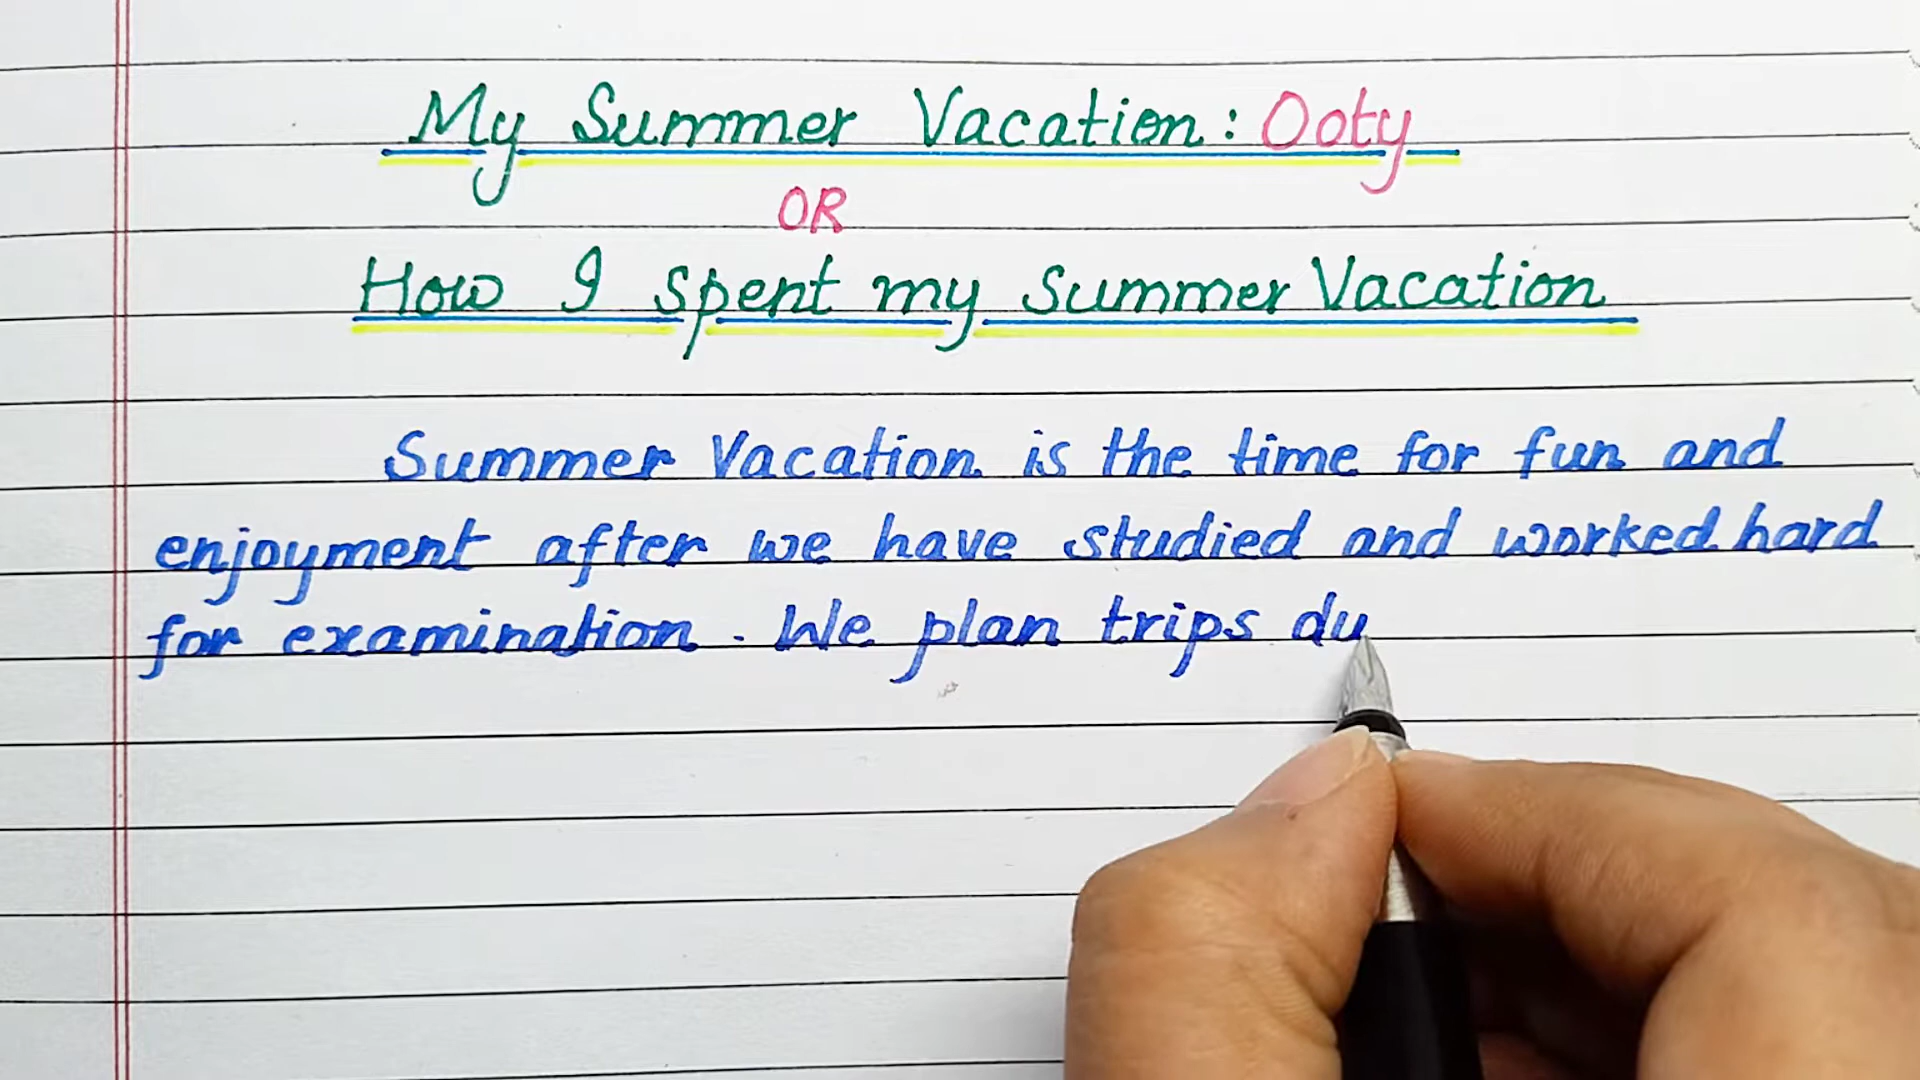 My Summer Vacation: Ooty
OR
How I spent my Summer Vacation
Summer Vacation is the time for fun and
enjoyment after we have studied and worked hard
for examination. We plan trips du